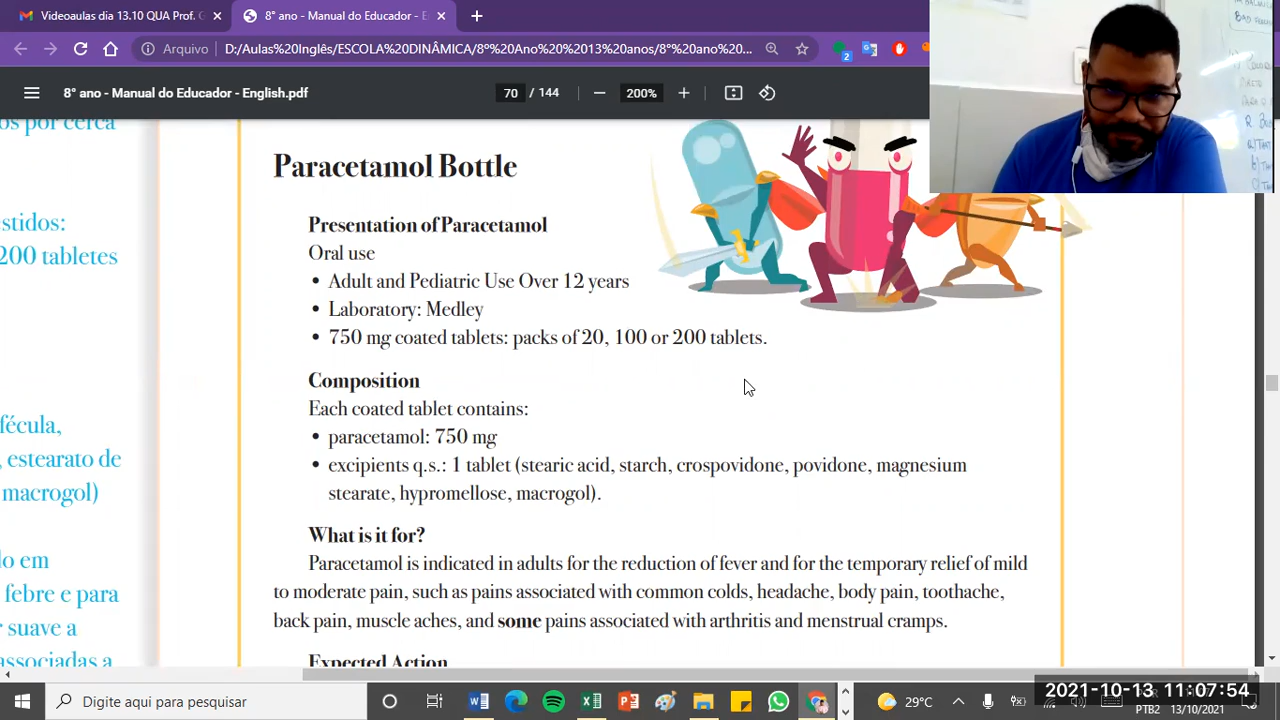 Videoaulas dia 13.10 QUA Prof.
8° ano - Manual do Educador - E
Arquivo
D:/Aulas%20Inglês/ESCOLA%20DINÂMICA/8º%20Ano%20%2013%20anos/8°%20ano%20...
2
8° ano - Manual do Educador - English.pdf
70 / 144
200%
os por cerca
stidos:
200 tabletes
fécula,
, estearato de
macrogol)
do em
febre e para
r suave a
associadas a
Paracetamol Bottle
Presentation of Paracetamol
Oral use
• Adult and Pediatric Use Over 12 years
• Laboratory: Medley
• 750 mg coated tablets: packs of 20, 100 or 200 tablets.
Composition
Each coated tablet contains:
• paracetamol: 750 mg
• excipients q.s.: 1 tablet (stearic acid, starch, crospovidone, povidone, magnesium
stearate, hypromellose, macrogol).
What is it for?
Paracetamol is indicated in adults for the reduction of fever and for the temporary relief of mild
to moderate pain, such as pains associated with common colds, headache, body pain, toothache,
back pain, muscle aches, and some pains associated with arthritis and menstrual cramps.
Expected Action
Digite aqui para pesquisar
29°C
2021-10-13 11:07:54
PTB2
13/10/2021